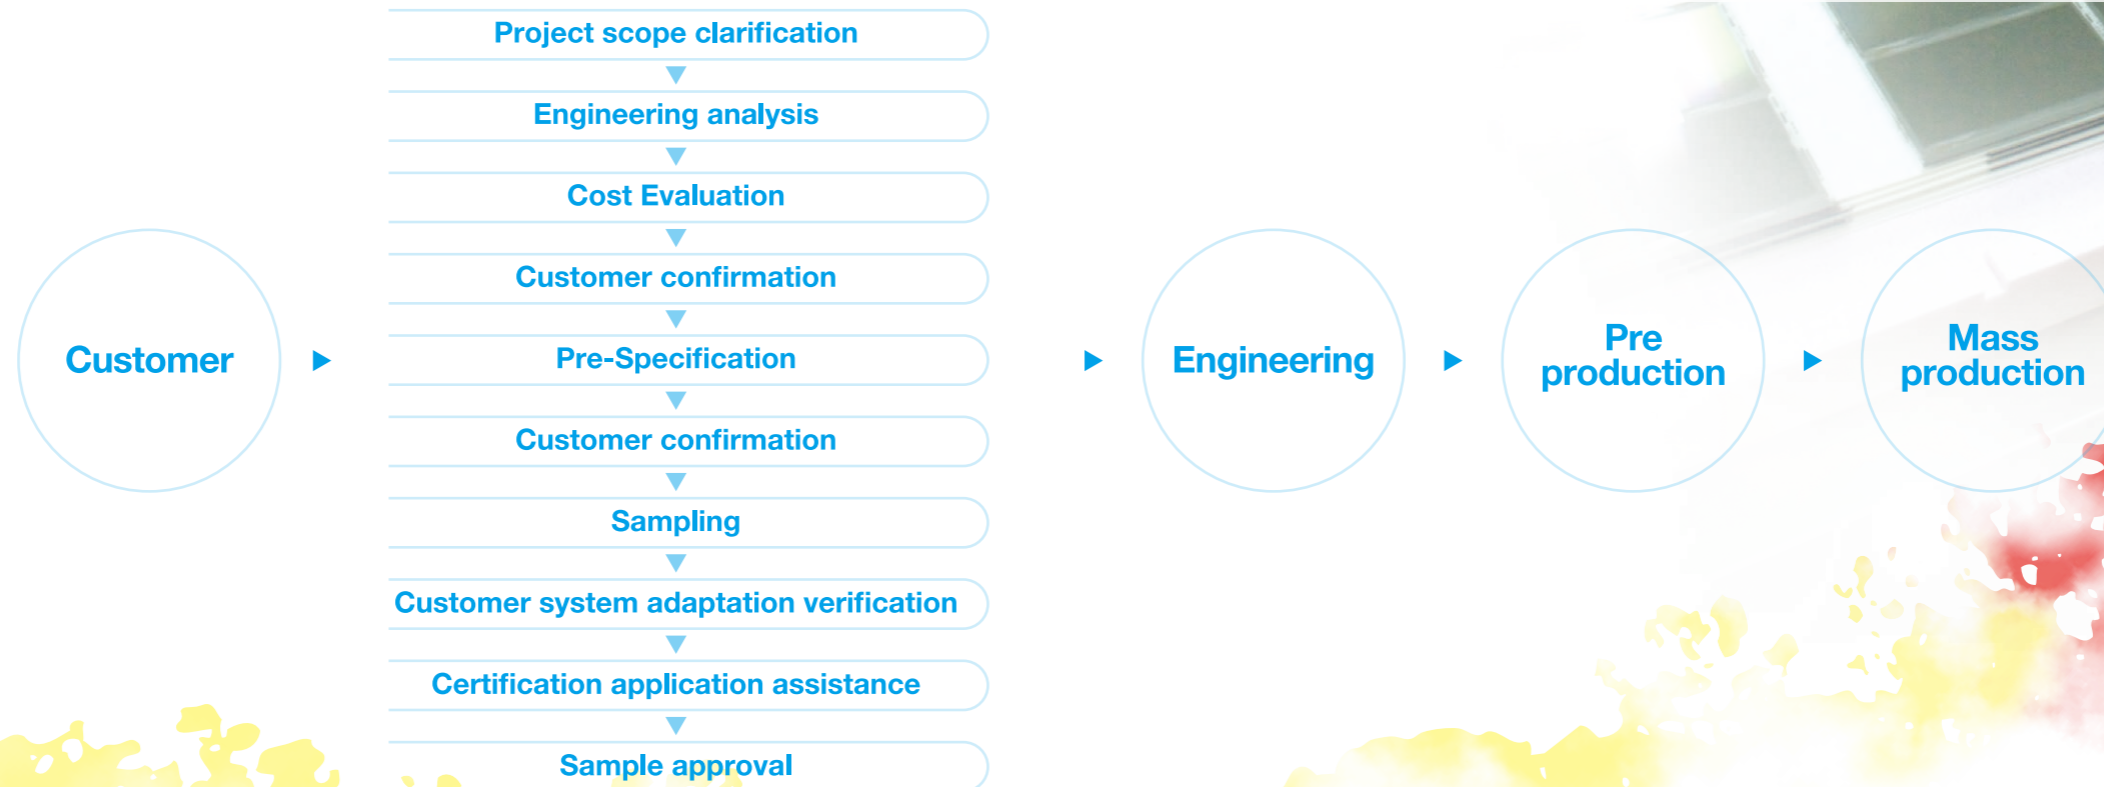 Customer
Project scope clarification
Engineering analysis
Cost Evaluation
Customer confirmation
Pre-Specification
Customer confirmation
Sampling
Customer system adaptation verification
Certification application assistance
Sample approval
Engineering
Pre
production
Mass
production